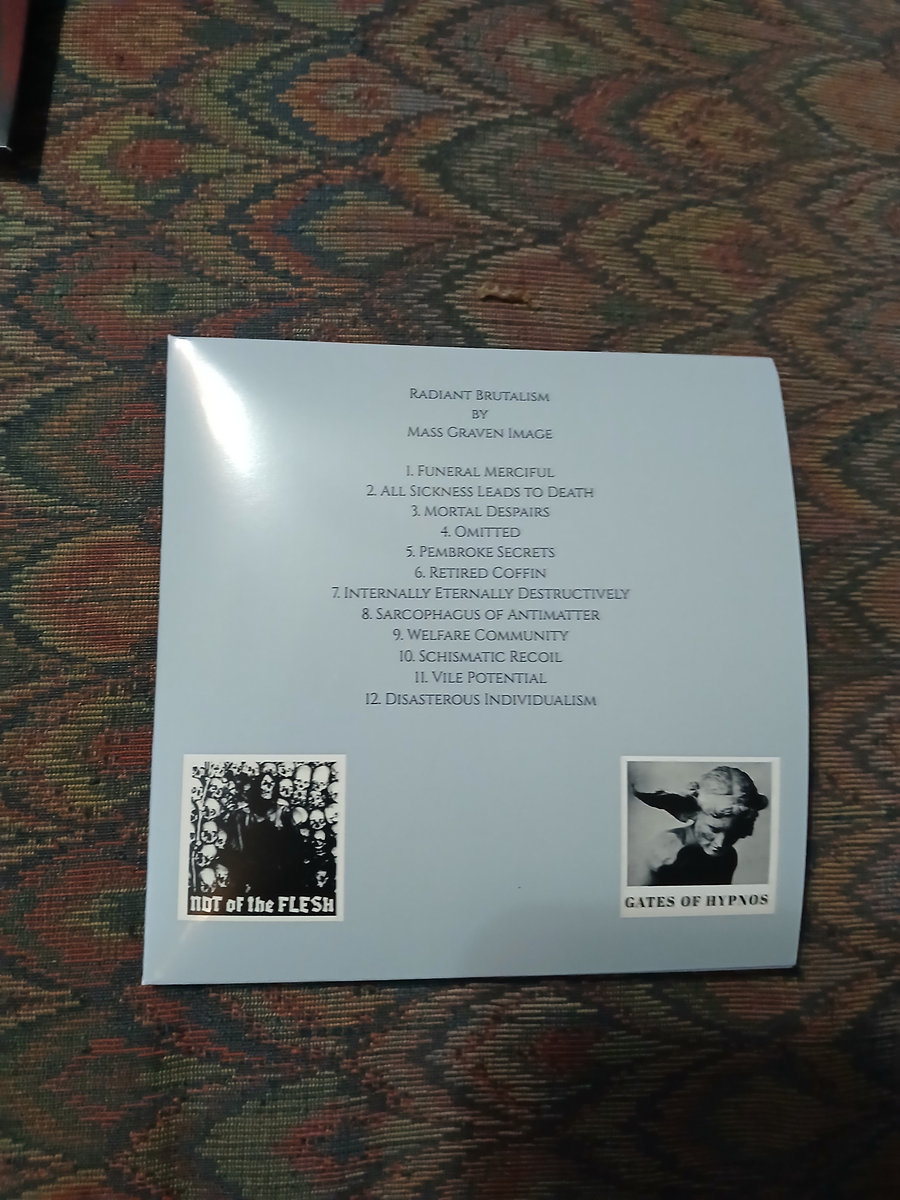 Radiant Brutalism
by
Mass Graven Image
1. Funeral Merciful
2. All Sickness Leads to Death
3. Mortal Despairs
4. Omitted
5. Pembroke Secrets
6. Retired Coffin
7. Internally Eternally Destructively
8. Sarcophagus of Antimatter
9. Welfare Community
10. Schismatic Recoil
11. Vile Potential
12. Disasterous Individualism
NOT of the FLESH
GATES OF HYPNOS